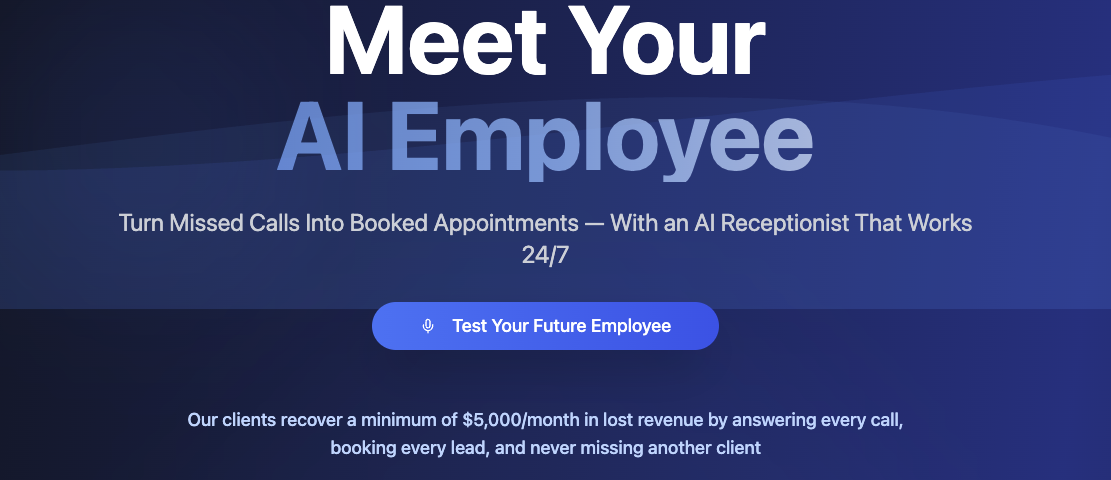 Meet Your
AI Employee
Turn Missed Calls Into Booked Appointments — With an AI Receptionist That Works
24/7
Test Your Future Employee
Our clients recover a minimum of $5,000/month in lost revenue by answering every call,
booking every lead, and never missing another client